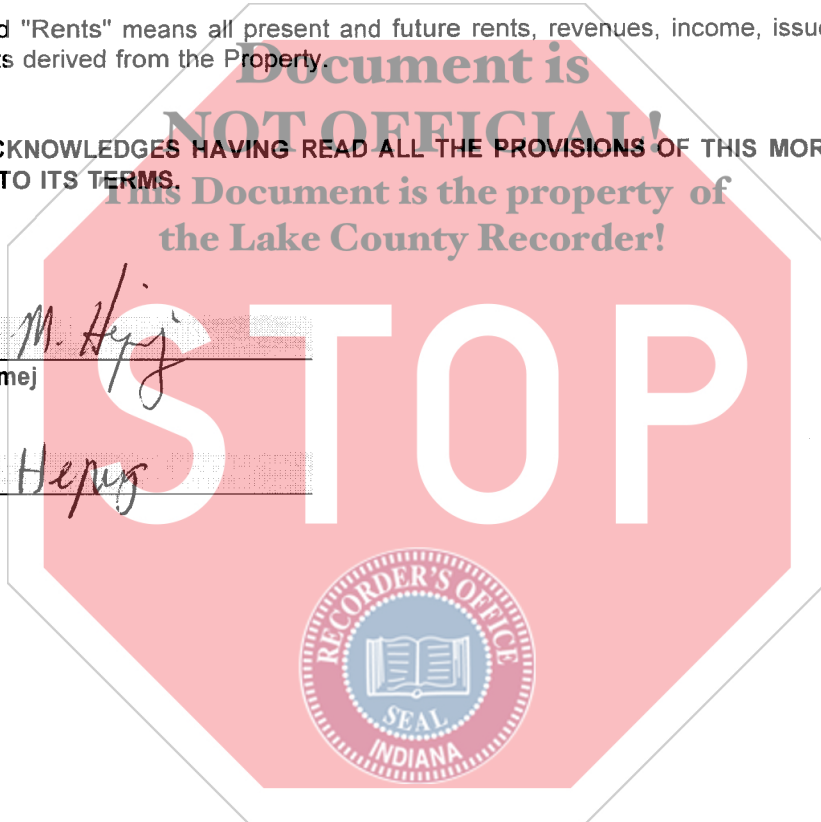 d "Rents" means all present and future rents, revenues, income, issue
ts derived from the Property.
Document is
NOT OFFICIAL!
CKNOWLEDGES HAVING READ ALL THE PROVISIONS OF THIS MOR
TO ITS TERMS.
This Document is the property of
the Lake County Recorder!
M.
mej
STOP
RECORDER'S OFFICE
SEAL
INDIANA